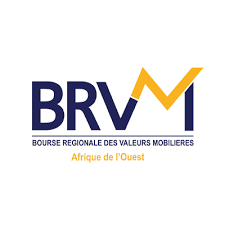 BRVM
BOURSE REGIONALE DES VALEURS MOBILIERES
Afrique de l'Ouest